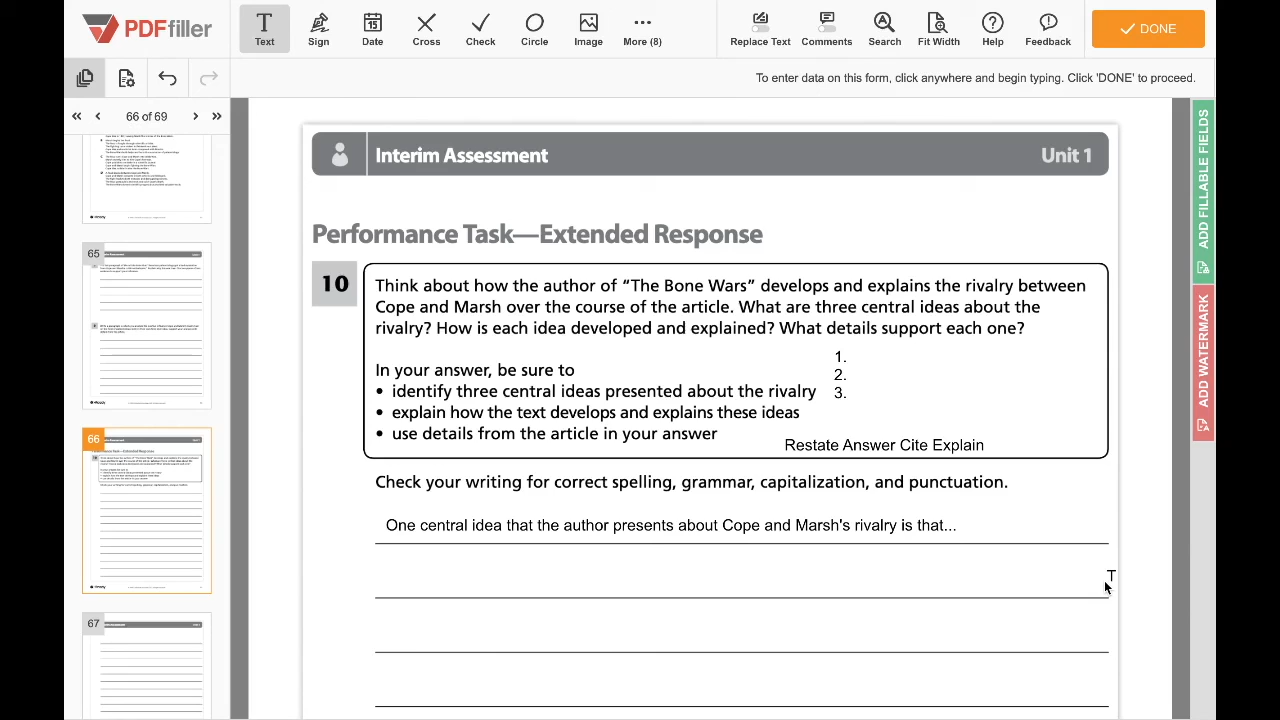 PDFfiller
Text Sign Date Cross Check Circle Image More (8) Replace Text Comments Search Fit Width Help Feedback DONE
To enter data on this form, click anywhere and begin typing. Click 'DONE' to proceed.
66 of 69
65
66
67
Interim Assessment Unit 1
Performance Task—Extended Response
10
Think about how the author of “The Bone Wars” develops and explains the rivalry between
Cope and Marsh over the course of the article. What are three central ideas about the
rivalry? How is each idea developed and explained? What details support each one?
In your answer, be sure to
• identify three central ideas presented about the rivalry
• explain how the text develops and explains these ideas
• use details from the article in your answer
1.
2.
3.
Restate Answer Cite Explain
Check your writing for correct spelling, grammar, capitalization, and punctuation.
One central idea that the author presents about Cope and Marsh's rivalry is that...
ADD FILLABLE FIELDS
ADD WATERMARK